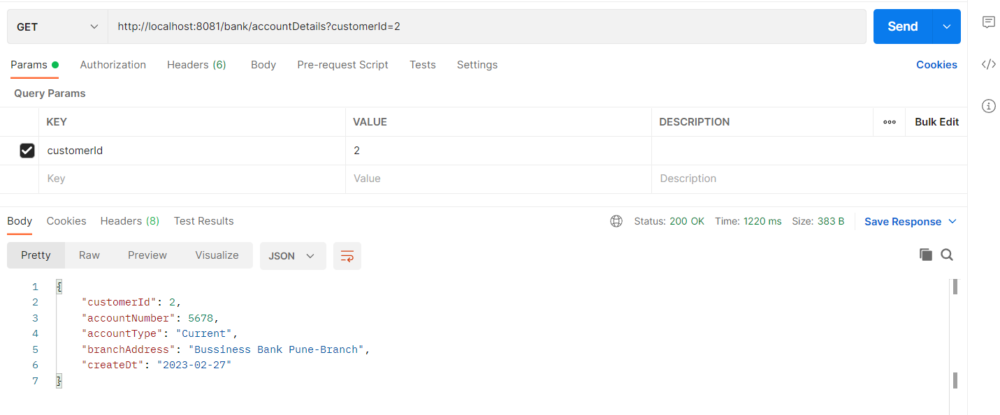 GET http://localhost:8081/bank/accountDetails?customerId=2 Send
Params Authorization Headers (6) Body Pre-request Script Tests Settings Cookies
Query Params
KEY VALUE DESCRIPTION ooo Bulk Edit
customerId 2
Key Value Description
Body Cookies Headers (8) Test Results Status: 200 OK Time: 1220 ms Size: 383 B Save Response
Pretty Raw Preview Visualize JSON
1 {
2 "customerId": 2,
3 "accountNumber": 5678,
4 "accountType": "Current",
5 "branchAddress": "Bussiness Bank Pune-Branch",
6 "createDt": "2023-02-27"
7 }